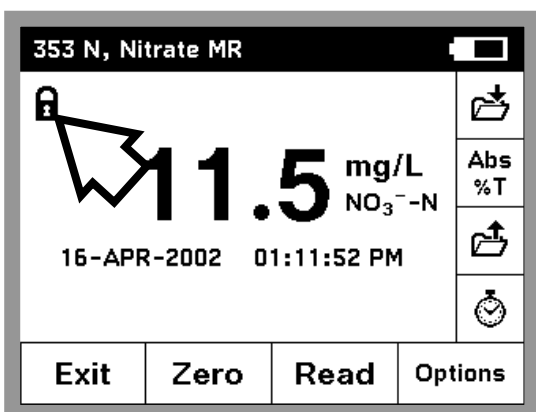 353 N, Nitrate MR
11.5 mg/L
NO₃⁻-N
Abs
%T
16-APR-2002 01:11:52 PM
Exit Zero Read Options